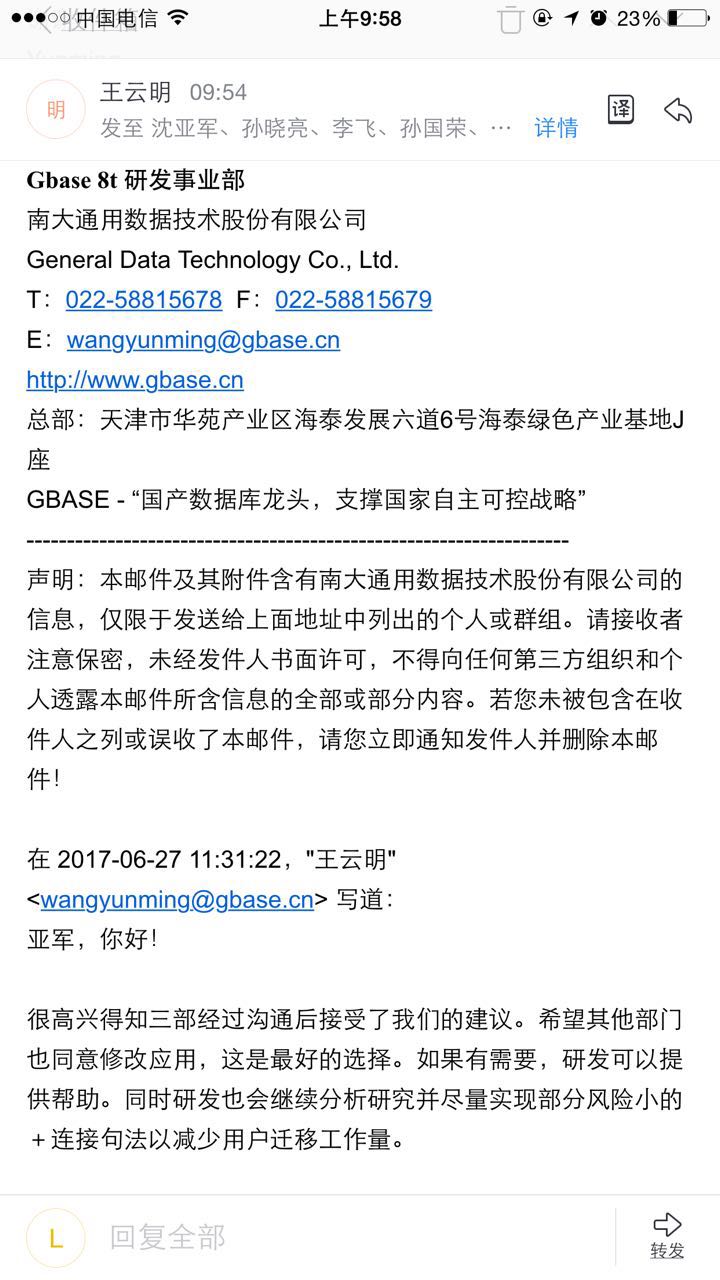 中国电信 上午9:58 23%
王云明 09:54
明
发至 沈亚军、孙晓亮、李飞、孙国荣、… 详情
译
Gbase 8t 研发事业部
南大通用数据技术股份有限公司
General Data Technology Co., Ltd.
T：022-58815678 F：022-58815679
E：wangyunming@gbase.cn
http://www.gbase.cn
总部：天津市华苑产业区海泰发展六道6号海泰绿色产业基地J
座
GBASE - “国产数据库龙头，支撑国家自主可控战略”
--------------------------------------------------------------------
声明：本邮件及其附件含有南大通用数据技术股份有限公司的
信息，仅限于发送给上面地址中列出的个人或群组。请接收者
注意保密，未经发件人书面许可，不得向任何第三方组织和个
人透露本邮件所含信息的全部或部分内容。若您未被包含在收
件人之列或误收了本邮件，请您立即通知发件人并删除本邮
件！
在 2017-06-27 11:31:22，"王云明"
<wangyunming@gbase.cn> 写道：
亚军，你好！
很高兴得知三部经过沟通后接受了我们的建议。希望其他部门
也同意修改应用，这是最好的选择。如果有需要，研发可以提
供帮助。同时研发也会继续分析研究并尽量实现部分风险小的
＋连接句法以减少用户迁移工作量。
L 回复全部
转发